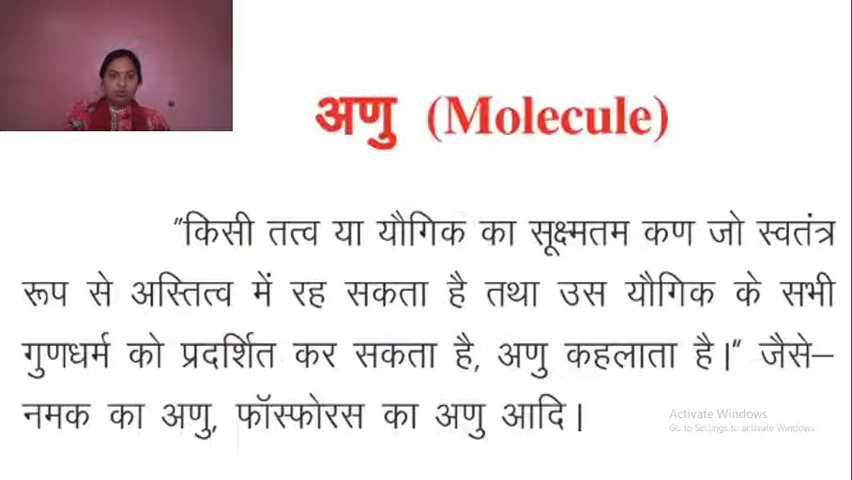 अणु (Molecule)
"किसी तत्व या यौगिक का सूक्ष्मतम कण जो स्वतंत्र
रूप से अस्तित्व में रह सकता है तथा उस यौगिक के सभी
गुणधर्म को प्रदर्शित कर सकता है, अणु कहलाता है।" जैसे–
नमक का अणु, फॉस्फोरस का अणु आदि।
Activate Windows
Go to Settings to activate Windows.